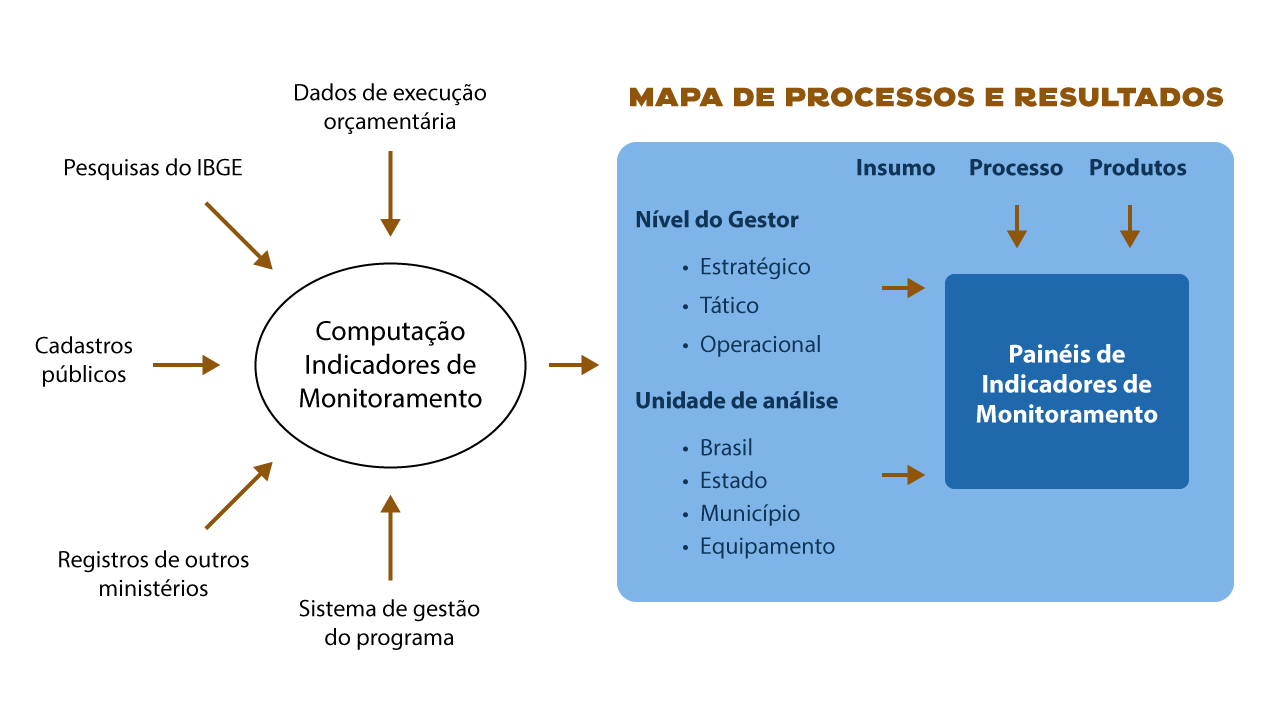 Dados de execução
orçamentária
Pesquisas do IBGE
Cadastros
públicos
Registros de outros
ministérios
Sistema de gestão
do programa
Computação
Indicadores de
Monitoramento
MAPA DE PROCESSOS E RESULTADOS
Insumo Processo Produtos
Nível do Gestor
• Estratégico
• Tático
• Operacional
Unidade de análise
• Brasil
• Estado
• Município
• Equipamento
Painéis de
Indicadores de
Monitoramento